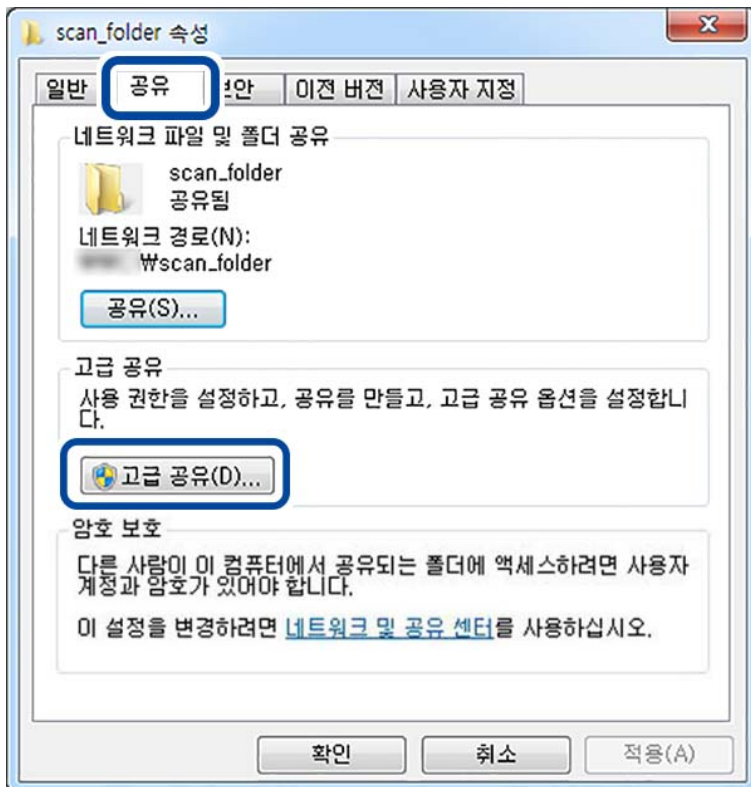 scan_folder 속성
일반
공유
이전 버전
사용자 지정
네트워크 파일 및 폴더 공유
scan_folder
공유됨
네트워크 경로(N):
₩scan_folder
공유(S)...
고급 공유
사용 권한을 설정하고, 공유를 만들고, 고급 공유 옵션을 설정합니
다.
고급 공유(D)...
암호 보호
다른 사람이 이 컴퓨터에서 공유되는 폴더에 액세스하려면 사용자
계정과 암호가 있어야 합니다.
이 설정을 변경하려면 네트워크 및 공유 센터를 사용하십시오.
확인
취소
적용(A)